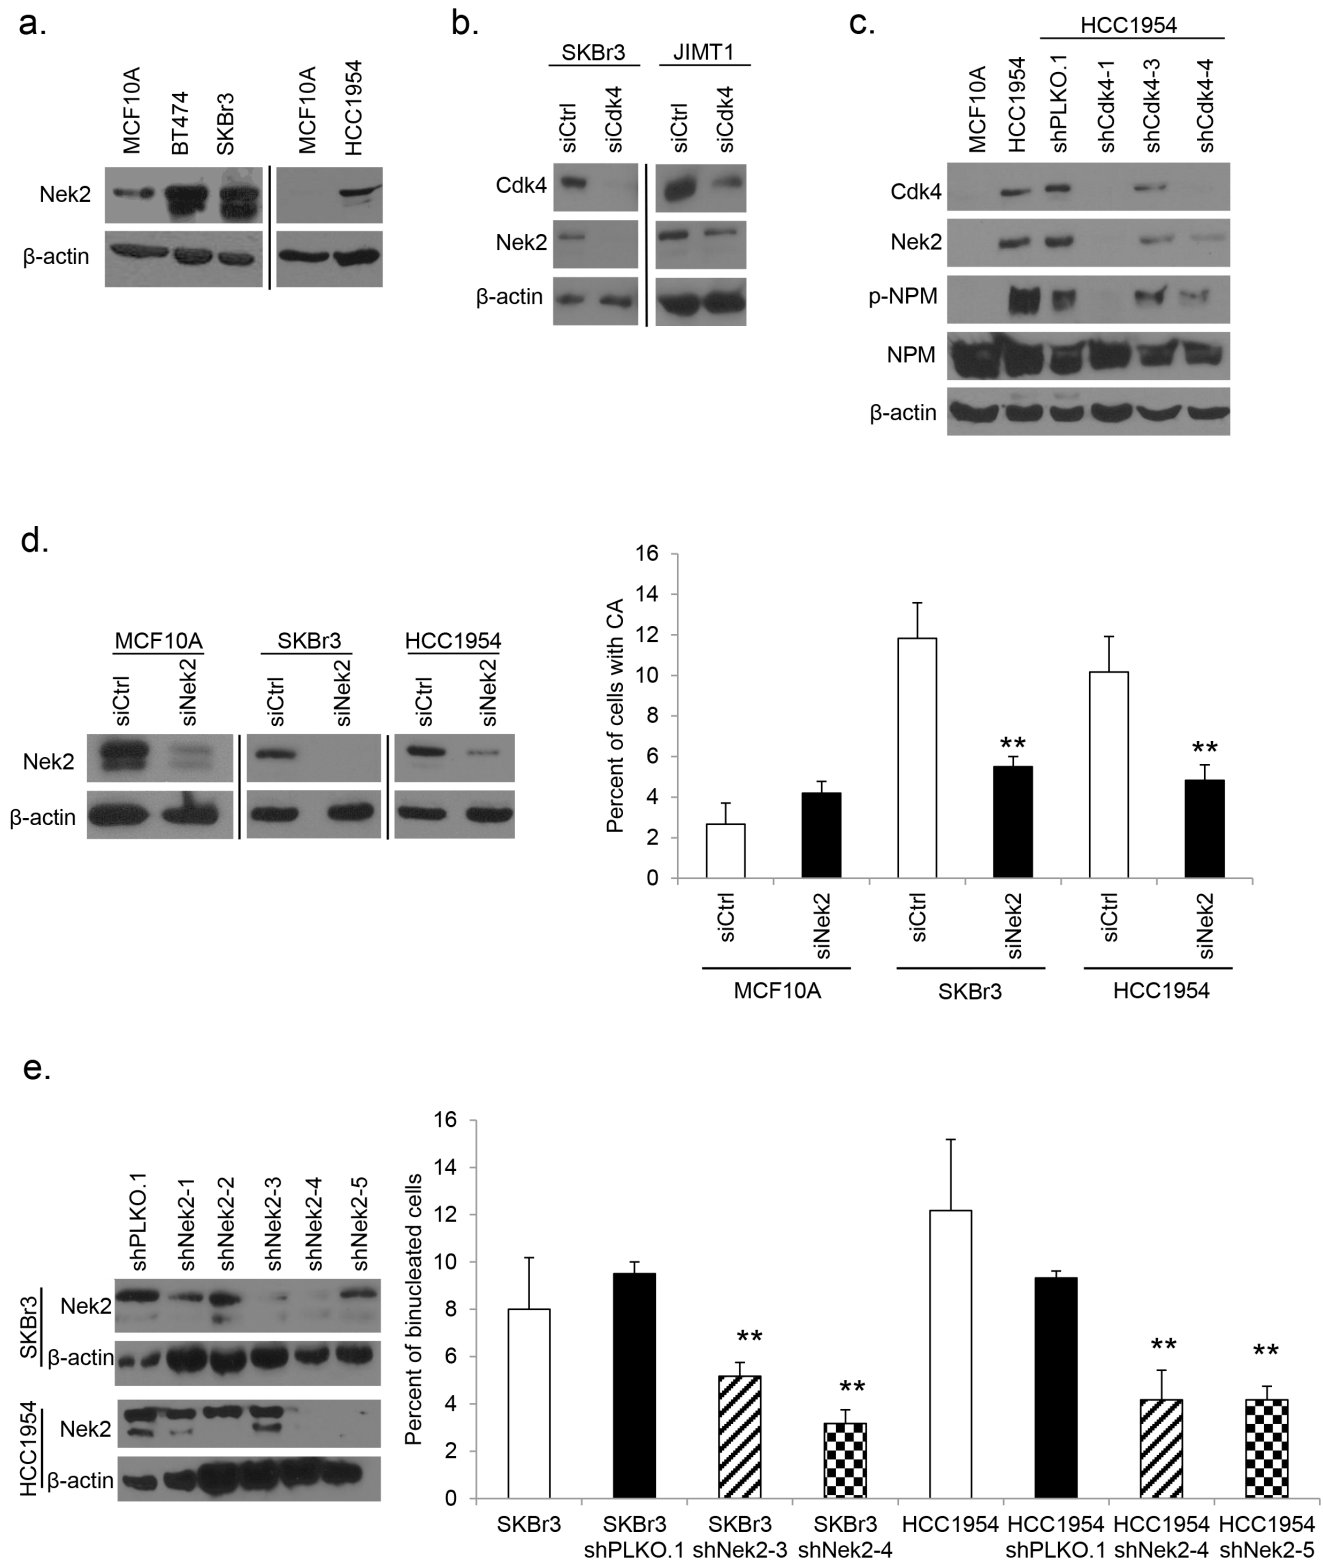 a.
MCF10A
BT474
SKBr3
MCF10A
HCC1954
Nek2
β-actin
b.
SKBr3
JIMT1
siCtrl
siCdk4
siCtrl
siCdk4
Cdk4
Nek2
β-actin
c.
HCC1954
MCF10A
HCC1954
shPLKO.1
shCdk4-1
shCdk4-3
shCdk4-4
Cdk4
Nek2
p-NPM
NPM
β-actin
d.
MCF10A
SKBr3
HCC1954
siCtrl
siNek2
siCtrl
siNek2
siCtrl
siNek2
Nek2
β-actin
Percent of cells with CA
16
14
12
10
8
6
4
2
0
**
**
siCtrl
siNek2
siCtrl
siNek2
siCtrl
siNek2
MCF10A
SKBr3
HCC1954
e.
shPLKO.1
shNek2-1
shNek2-2
shNek2-3
shNek2-4
shNek2-5
SKBr3
Nek2
β-actin
HCC1954
Nek2
β-actin
Percent of binucleated cells
16
14
12
10
8
6
4
2
0
**
**
**
**
SKBr3
SKBr3
shPLKO.1
SKBr3
shNek2-3
SKBr3
shNek2-4
HCC1954
HCC1954
shPLKO.1
HCC1954
shNek2-4
HCC1954
shNek2-5